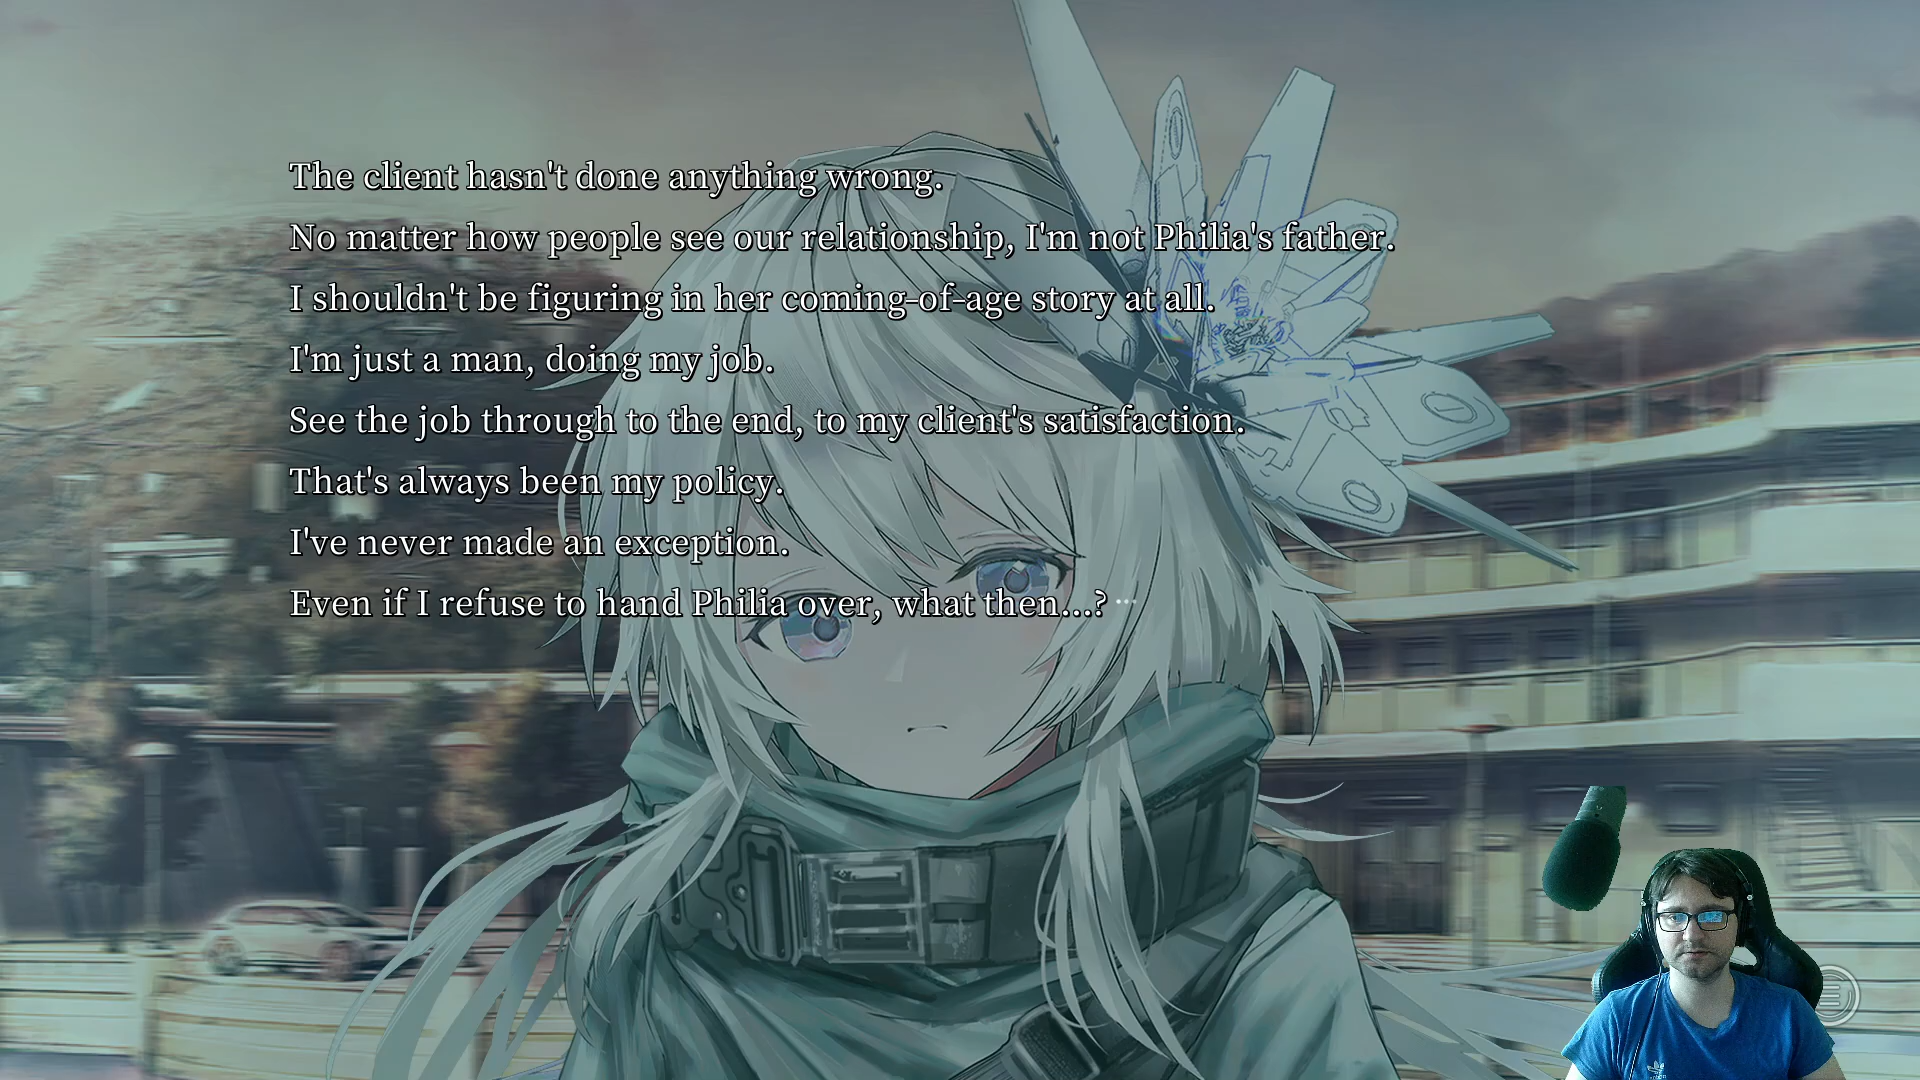 The client hasn't done anything wrong.
No matter how people see our relationship, I'm not Philia's father.
I shouldn't be figuring in her coming-of-age story at all.
I'm just a man, doing my job.
See the job through to the end, to my client's satisfaction.
That's always been my policy.
I've never made an exception.
Even if I refuse to hand Philia over, what then...?